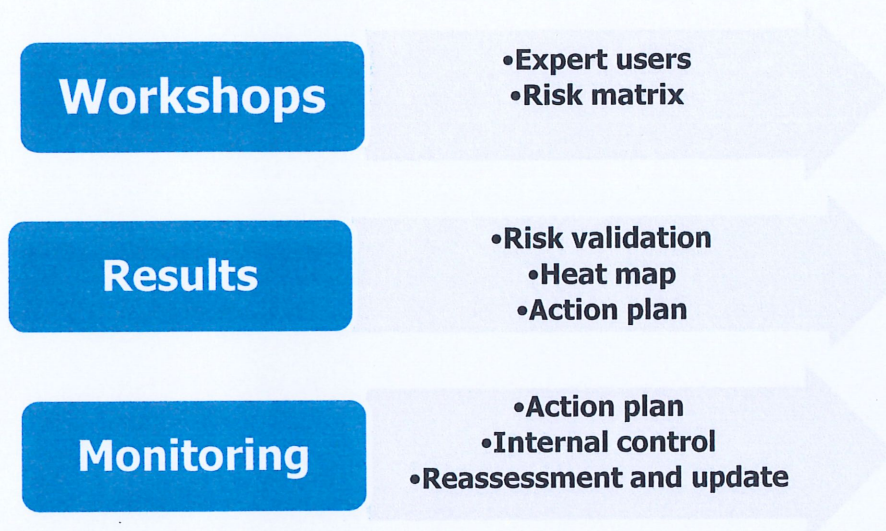 Workshops
•Expert users
•Risk matrix
Results
•Risk validation
•Heat map
•Action plan
Monitoring
•Action plan
•Internal control
•Reassessment and update